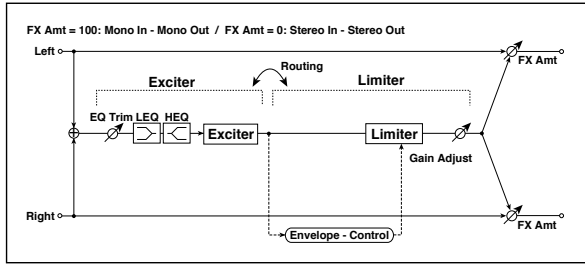 FX Amt = 100: Mono In - Mono Out / FX Amt = 0: Stereo In - Stereo Out
Left
FX Amt
Routing
Exciter
Limiter
EQ Trim LEQ HEQ
Exciter
Limiter
Gain Adjust
Right
FX Amt
Envelope - Control